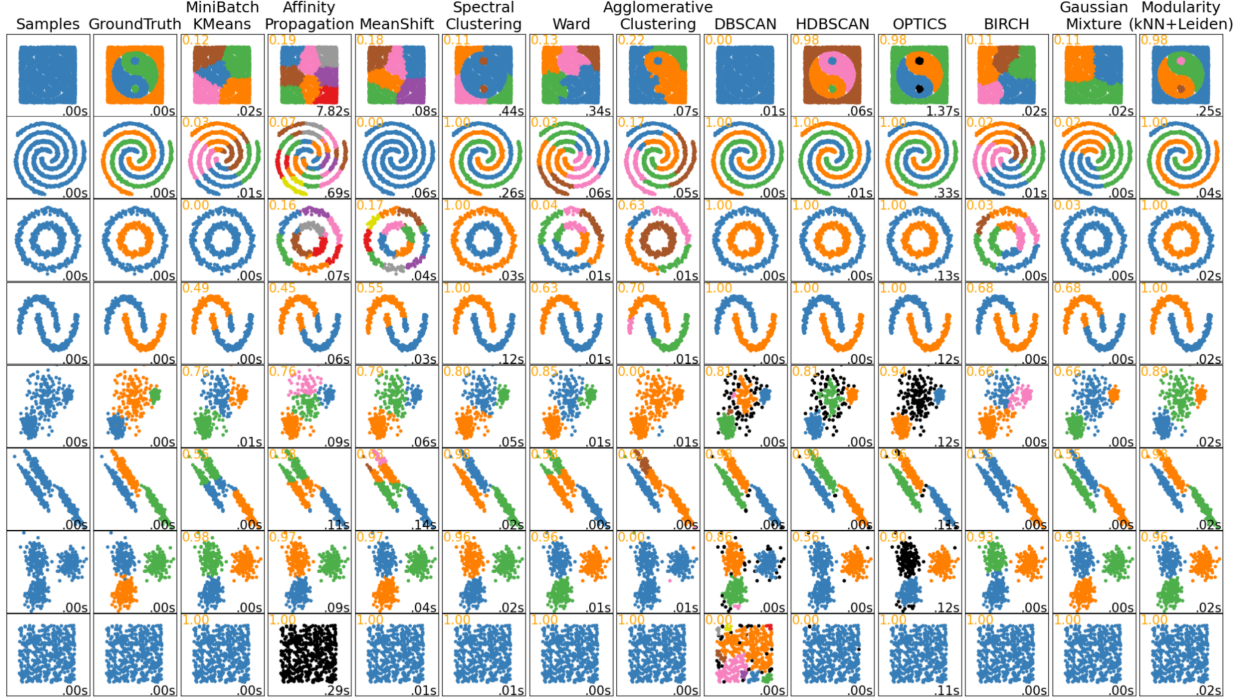 Samples
GroundTruth
MiniBatch
KMeans
Affinity
Propagation
MeanShift
Spectral
Clustering
Ward
Agglomerative
Clustering
DBSCAN
HDBSCAN
OPTICS
BIRCH
Gaussian
Mixture
Modularity
(kNN+Leiden)
0.12 0.19 0.18 0.11 0.13 0.22 0.00 0.98 0.98 0.11 0.11 0.98
.00s .00s .02s 7.82s .08s .44s .34s .07s .01s .06s 1.37s .02s .02s .25s
0.03 0.07 0.00 1.00 0.03 0.17 1.00 1.00 1.00 0.02 0.02 1.00
.00s .00s .01s .69s .06s .26s .06s .05s .00s .01s .33s .01s .00s .04s
0.00 0.16 0.17 1.00 0.04 0.63 1.00 1.00 1.00 0.03 0.03 1.00
.00s .00s .00s .07s .04s .03s .01s .01s .00s .00s .13s .00s .00s .02s
0.49 0.45 0.55 1.00 0.63 0.70 1.00 1.00 1.00 0.68 0.68 1.00
.00s .00s .00s .06s .03s .12s .01s .01s .00s .00s .12s .00s .00s .02s
0.76 0.76 0.79 0.80 0.85 0.00 0.81 0.81 0.94 0.66 0.66 0.89
.00s .00s .01s .09s .06s .05s .01s .01s .00s .00s .12s .00s .00s .02s
.00s .00s .00s .11s .14s .02s .00s .00s .00s .00s .11s .00s .00s .02s
0.98 0.97 0.97 0.96 0.96 0.00 0.86 0.36 0.90 0.93 0.93 0.96
.00s .00s .00s .09s .04s .02s .01s .01s .00s .00s .12s .00s .00s .02s
1.00 1.00 1.00 1.00 1.00 1.00 0.00 1.00 1.00 1.00 1.00 1.00
.00s .00s .00s .29s .01s .01s .00s .00s .00s .00s .11s .00s .00s .02s